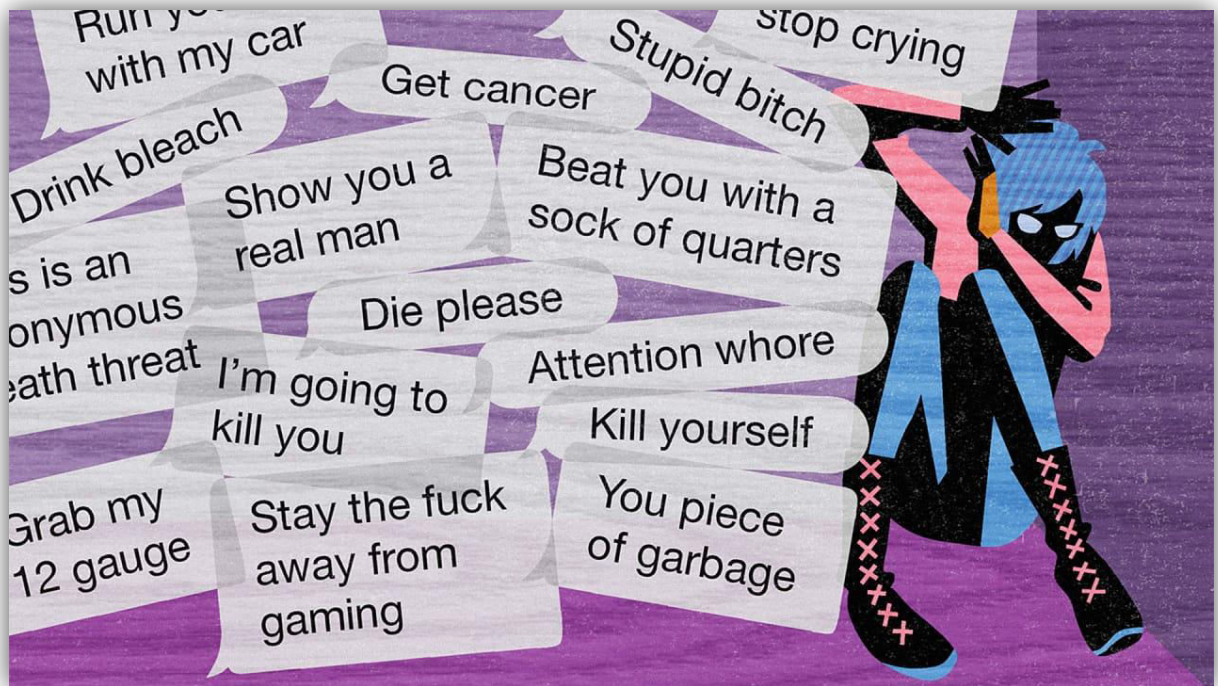 Run
with my car
Get cancer
Stupid bitch
stop crying
Drink bleach
Show you a
real man
Beat you with a
sock of quarters
s is an
onymous
eath threat
Die please
Attention whore
I'm going to
kill you
Kill yourself
Grab my
12 gauge
Stay the fuck
away from
gaming
You piece
of garbage